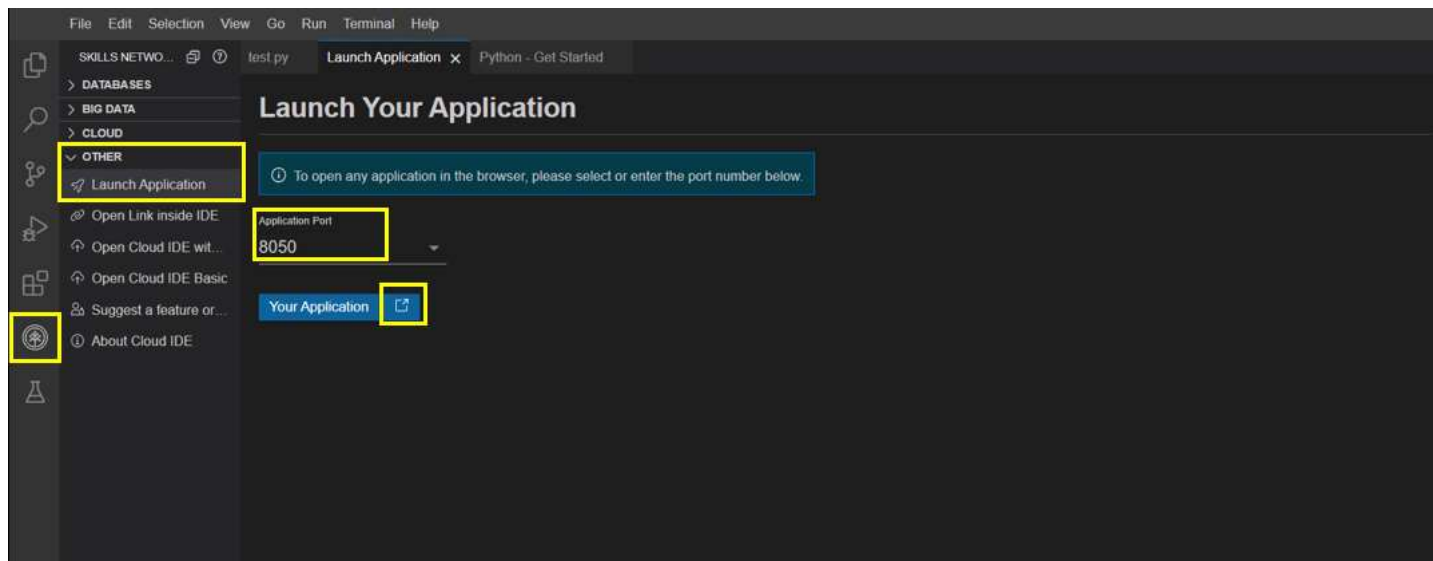 File Edit Selection View Go Run Terminal Help
SKILLS NETWO...
test.py Launch Application Python - Get Started
DATABASES
BIG DATA
CLOUD
OTHER
Launch Application
Open Link inside IDE
Open Cloud IDE wit...
Open Cloud IDE Basic
Suggest a feature or...
About Cloud IDE
Launch Your Application
To open any application in the browser, please select or enter the port number below.
Application Port
8050
Your Application